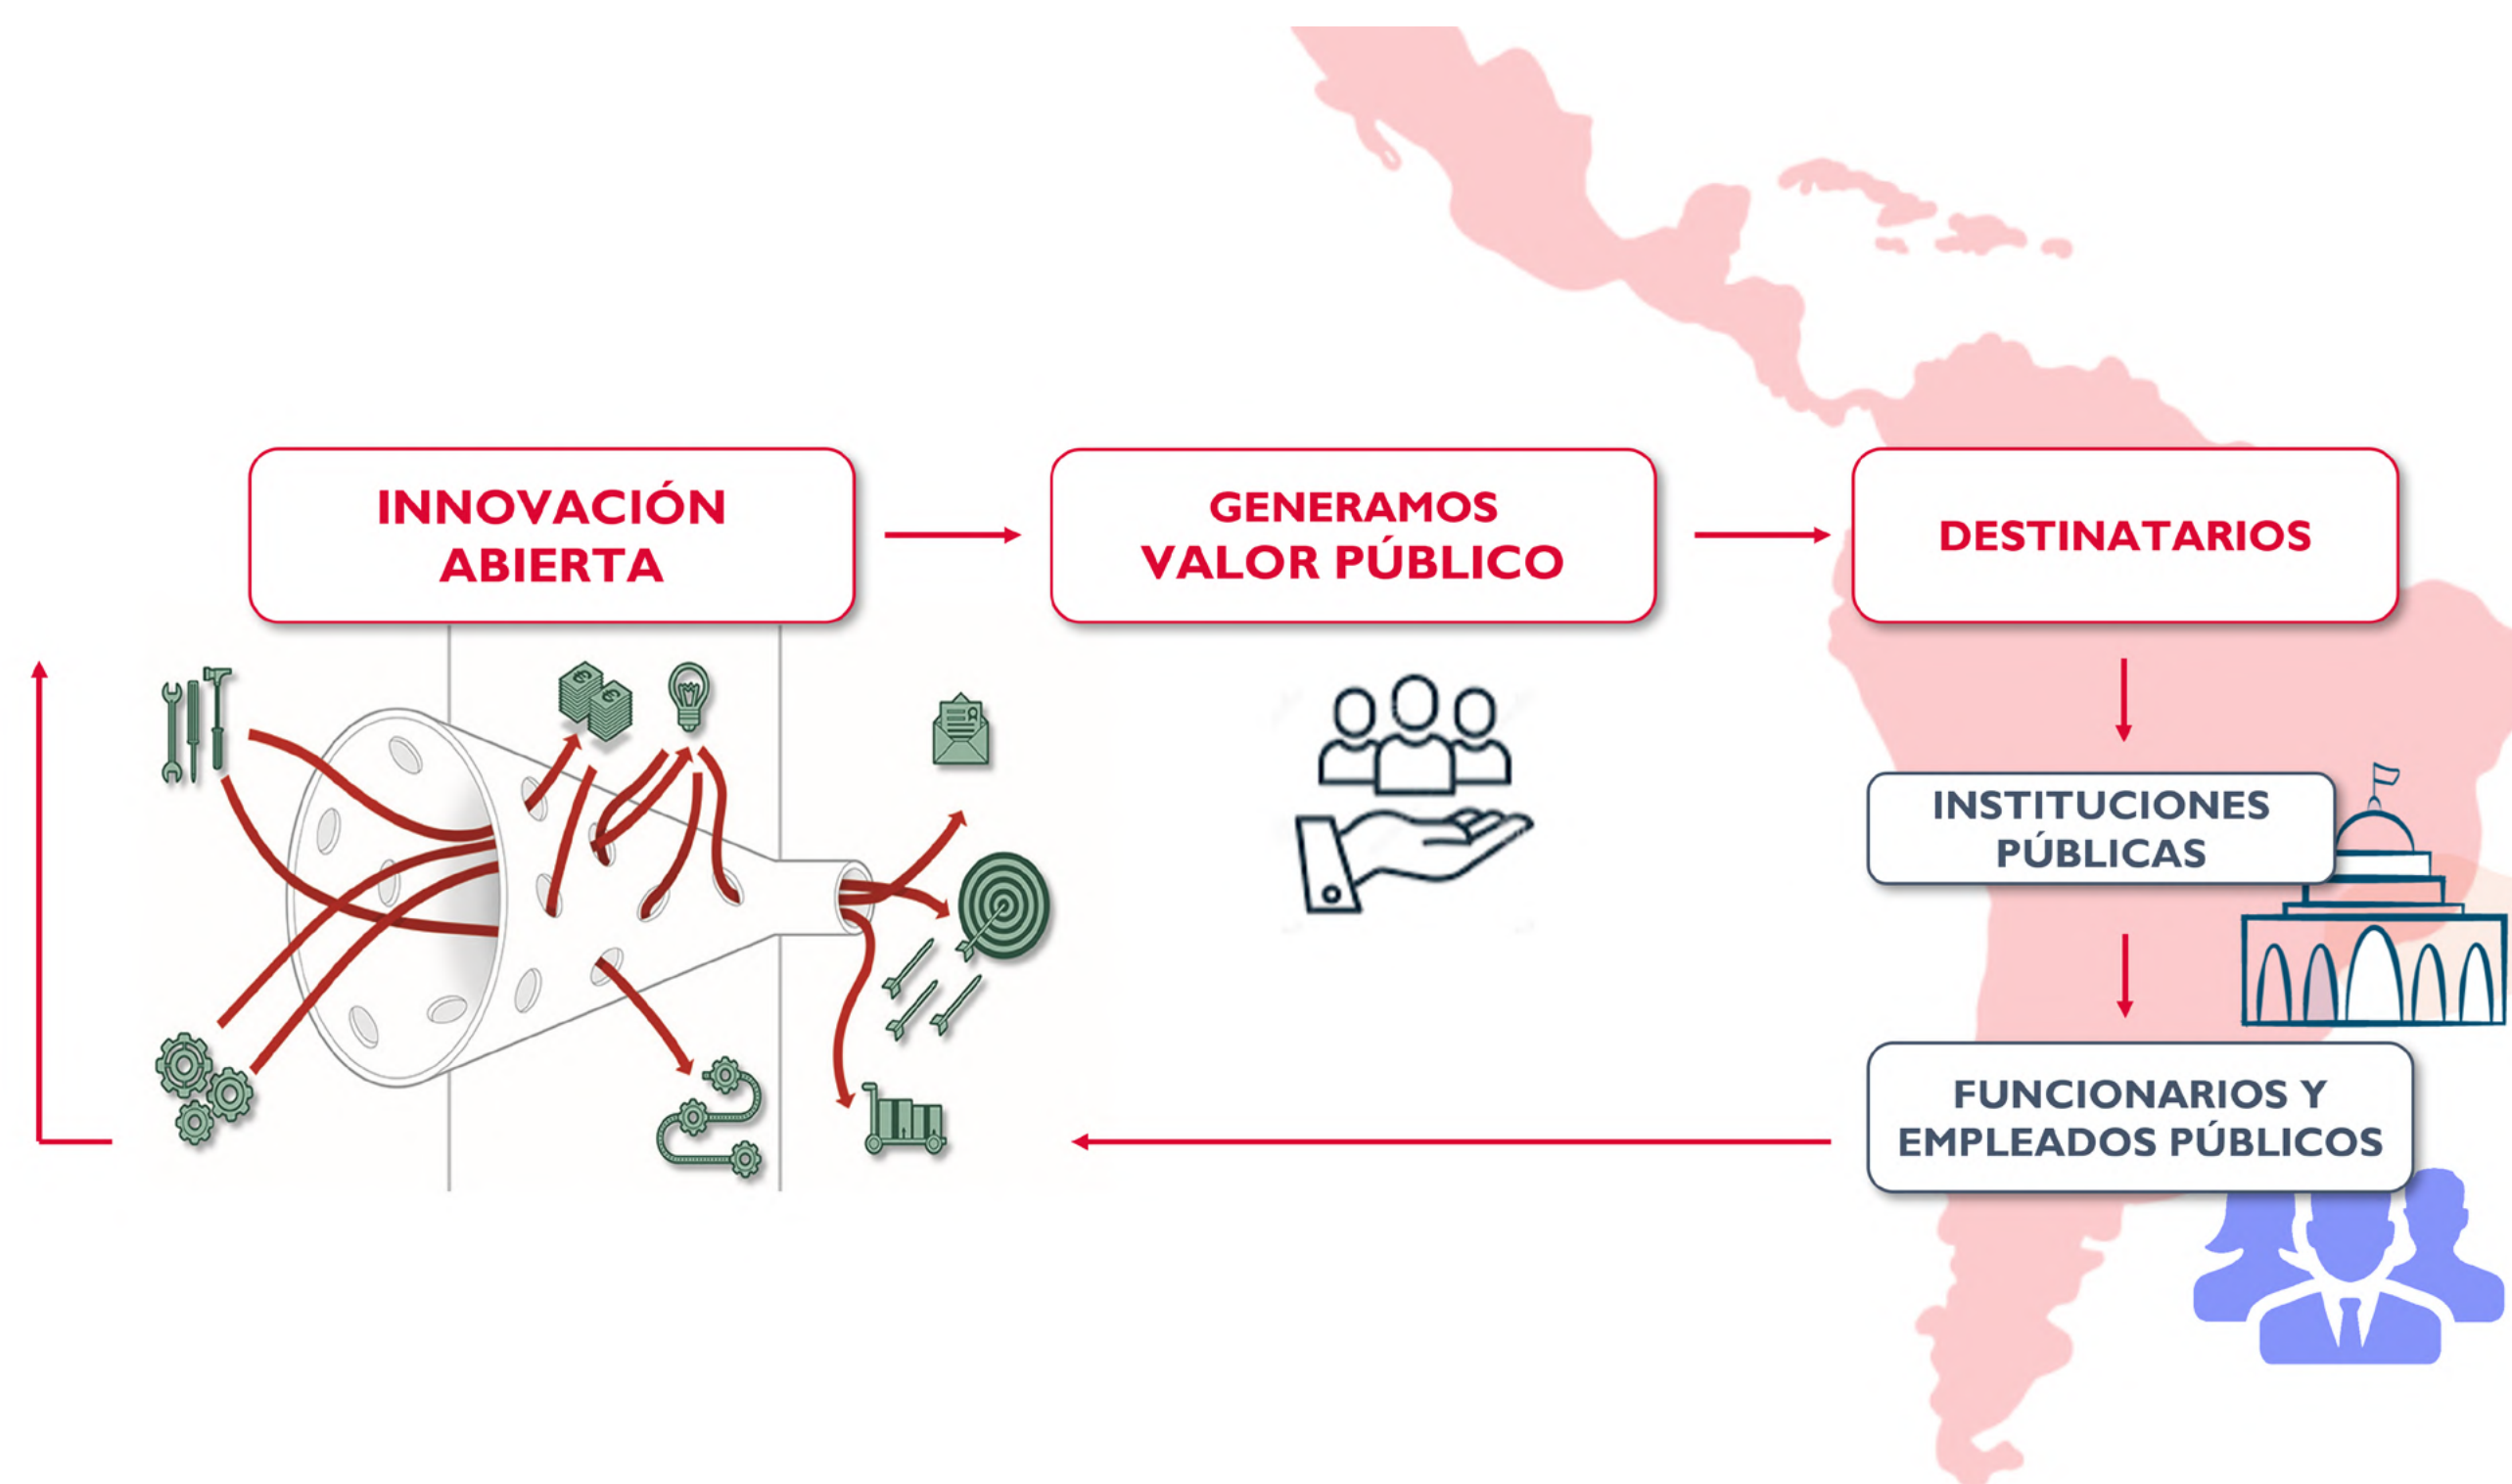 INNOVACIÓN
ABIERTA
GENERAMOS
VALOR PÚBLICO
DESTINATARIOS
INSTITUCIONES
PÚBLICAS
FUNCIONARIOS Y
EMPLEADOS PÚBLICOS